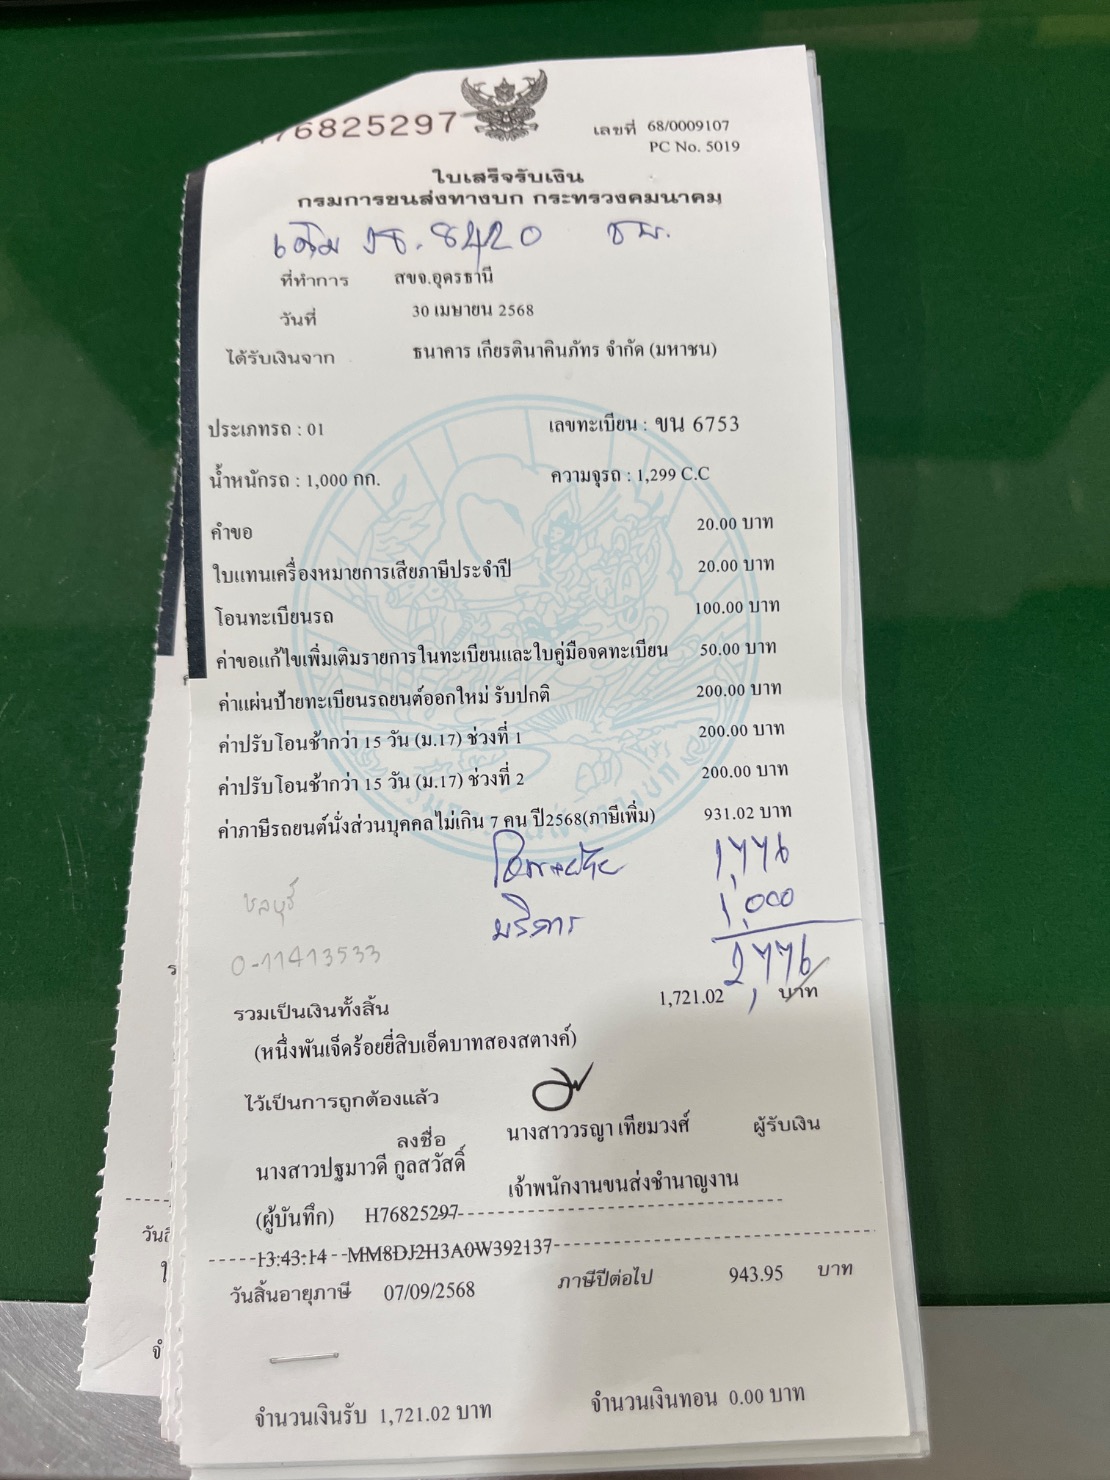 76825297
เลขที่ 68/0009107
PC No. 5019
ใบเสร็จรับเงิน
กรมการขนส่งทางบก กระทรวงคมนาคม
เดิม 8420 ชบ.
ที่ทำการ สขจ.อุดรธานี
วันที่ 30 เมษายน 2568
ได้รับเงินจาก ธนาคาร เกียรตินาคินภัทร จำกัด (มหาชน)
ประเภทรถ : 01 เลขทะเบียน : ขน 6753
น้ำหนักรถ : 1,000 กก. ความจุรถ : 1,299 C.C
คำขอ 20.00 บาท
ใบแทนเครื่องหมายการเสียภาษีประจำปี 20.00 บาท
โอนทะเบียนรถ 100.00 บาท
ค่าขอแก้ไขเพิ่มเติมรายการในทะเบียนและใบคู่มือจดทะเบียน 50.00 บาท
ค่าแผ่นป้ายทะเบียนรถยนต์ออกใหม่ รับปกติ 200.00 บาท
ค่าปรับโอนช้ากว่า 15 วัน (ม.17) ช่วงที่ 1 200.00 บาท
ค่าปรับโอนช้ากว่า 15 วัน (ม.17) ช่วงที่ 2 200.00 บาท
ค่าภาษีรถยนต์นั่งส่วนบุคคลไม่เกิน 7 คน ปี2568(ภาษีเพิ่ม) 931.02 บาท
1,776
ชลบุรี บริการ 1,000
0-11413533 2,776
รวมเป็นเงินทั้งสิ้น 1,721.02 บาท
(หนึ่งพันเจ็ดร้อยยี่สิบเอ็ดบาทสองสตางค์)
ไว้เป็นการถูกต้องแล้ว
ลงชื่อ นางสาววรญา เทียมวงศ์ ผู้รับเงิน
นางสาวปฐมาวดี กูลสวัสดิ์ เจ้าพนักงานขนส่งชำนาญงาน
(ผู้บันทึก) H76825297
13:43:14 MM8DJ2H3A0W392137
วันสิ้นอายุภาษี 07/09/2568 ภาษีปีต่อไป 943.95 บาท
จำนวนเงินรับ 1,721.02 บาท จำนวนเงินทอน 0.00 บาท